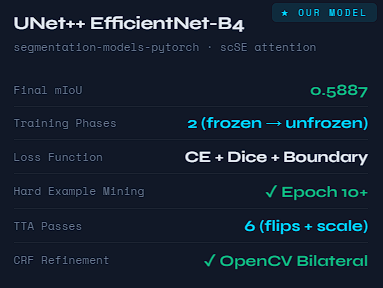 ★ OUR MODEL
UNet++ EfficientNet-B4
segmentation-models-pytorch · scSE attention
Final mIoU 0.5887
Training Phases 2 (frozen → unfrozen)
Loss Function CE + Dice + Boundary
Hard Example Mining ✓ Epoch 10+
TTA Passes 6 (flips + scale)
CRF Refinement ✓ OpenCV Bilateral